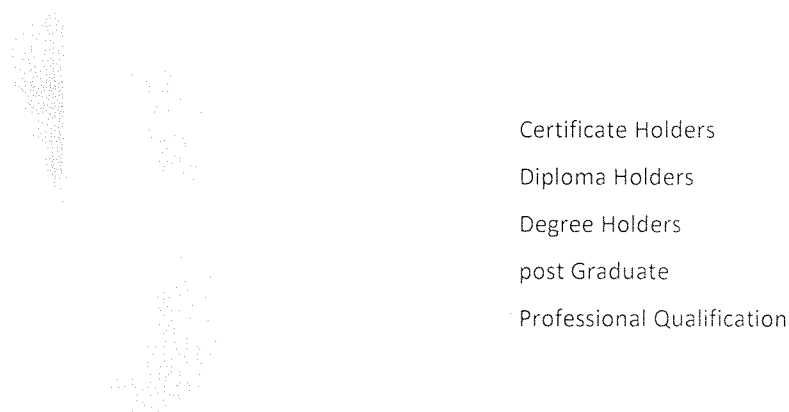 Certificate Holders
Diploma Holders
Degree Holders
post Graduate
Professional Qualification